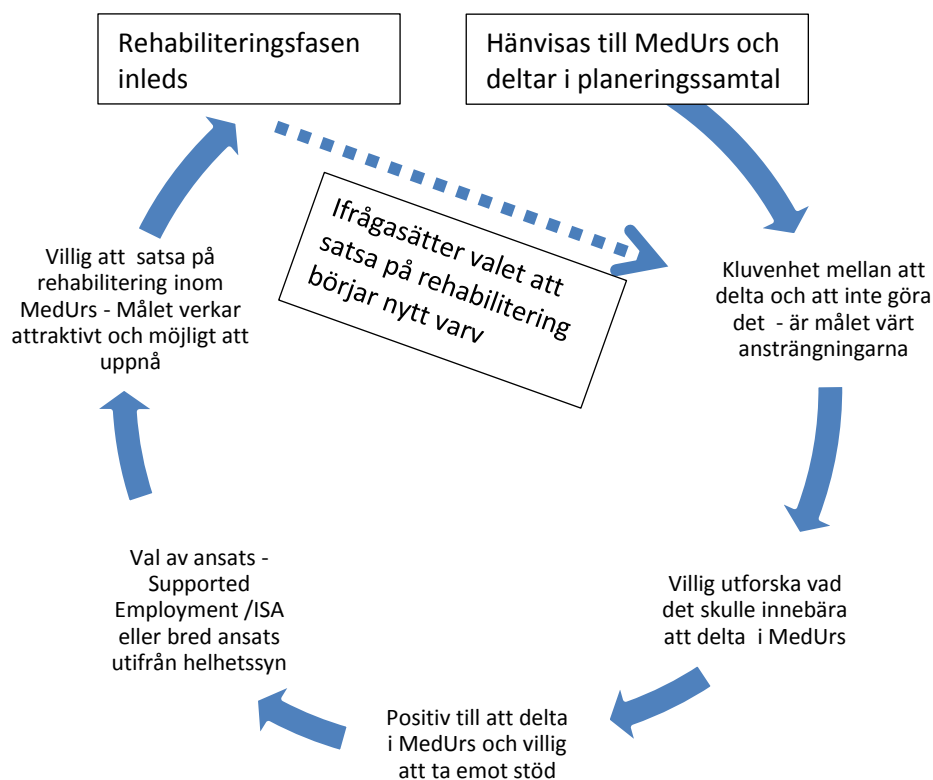 Rehabiliteringsfasen
inleds
Hänvisas till MedUrs och
deltar i planeringssamtal
Ifrågasätter valet att
satsa på rehabilitering
börjar nytt varv
Kluvenhet mellan att
delta och att inte göra
det - är målet värt
ansträngningarna
Villig utforska vad
det skulle innebära
att delta i MedUrs
Positiv till att delta
i MedUrs och villig
att ta emot stöd
Val av ansats -
Supported
Employment /ISA
eller bred ansats
utifrån helhetssyn
Villig att satsa på
rehabilitering inom
MedUrs - Målet verkar
attraktivt och möjligt att
uppnå